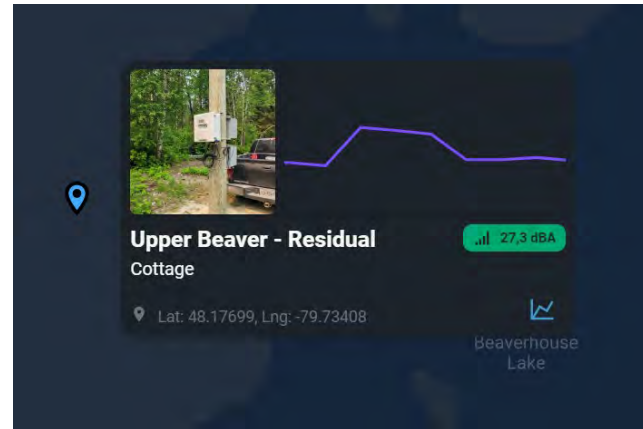 Upper Beaver - Residual
27,3 dBA
Cottage
Lat: 48.17699, Lng: -79.73408
Beaverhouse
Lake